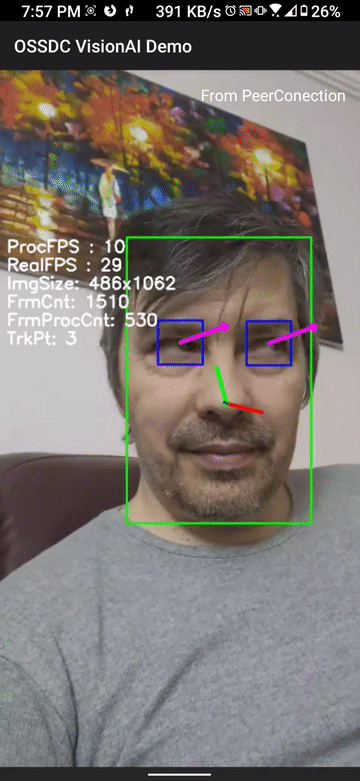 7:57 PM 391 KB/s 26%
OSSDC VisionAI Demo
From PeerConection
ProcFPS : 10
RealFPS : 29
ImgSize: 486x1062
FrmCnt: 1510
FrmProcCnt: 530
TrkPt: 3